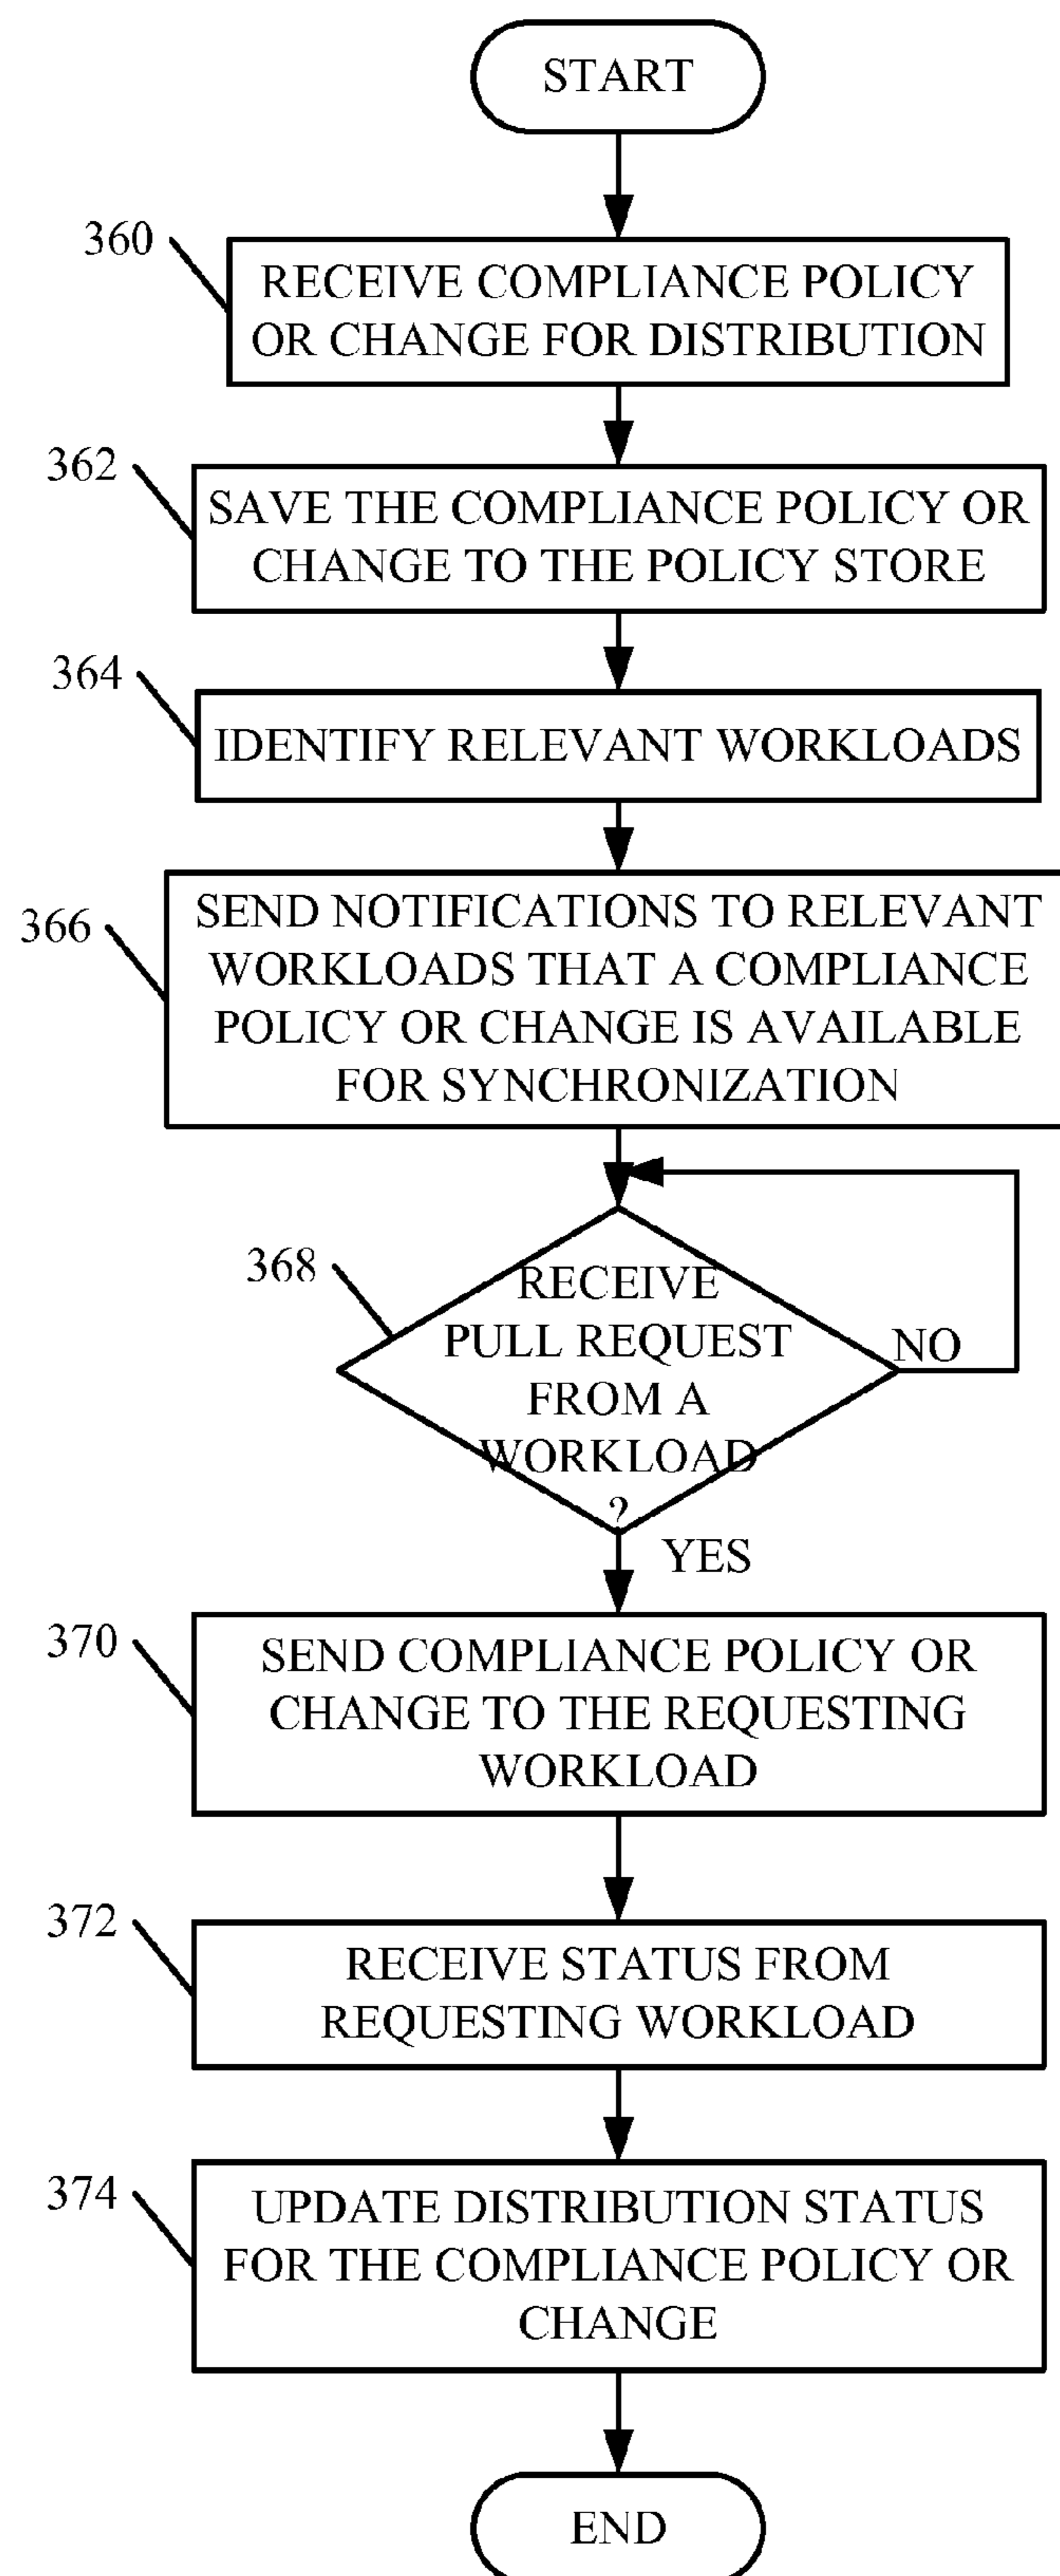 START
360
RECEIVE COMPLIANCE POLICY
OR CHANGE FOR DISTRIBUTION
362
SAVE THE COMPLIANCE POLICY OR
CHANGE TO THE POLICY STORE
364
IDENTIFY RELEVANT WORKLOADS
366
SEND NOTIFICATIONS TO RELEVANT
WORKLOADS THAT A COMPLIANCE
POLICY OR CHANGE IS AVAILABLE
FOR SYNCHRONIZATION
368
RECEIVE
PULL REQUEST
FROM A
WORKLOAD
?
NO
YES
370
SEND COMPLIANCE POLICY OR
CHANGE TO THE REQUESTING
WORKLOAD
372
RECEIVE STATUS FROM
REQUESTING WORKLOAD
374
UPDATE DISTRIBUTION STATUS
FOR THE COMPLIANCE POLICY OR
CHANGE
END